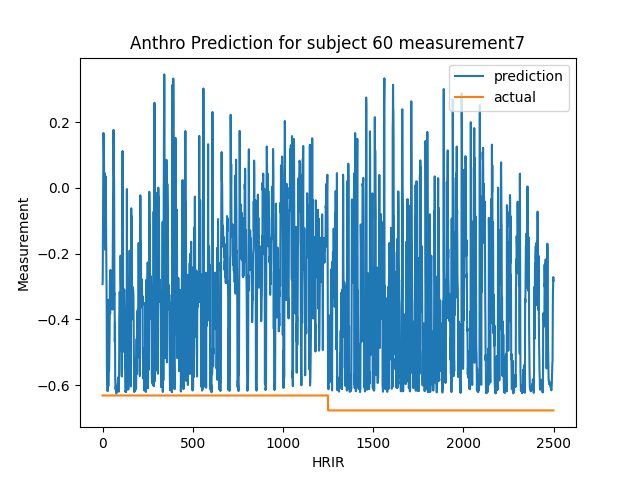 Anthro Prediction for subject 60 measurement7
prediction
actual
Measurement
0.2
0.0
−0.2
−0.4
−0.6
0
500
1000
1500
2000
2500
HRIR